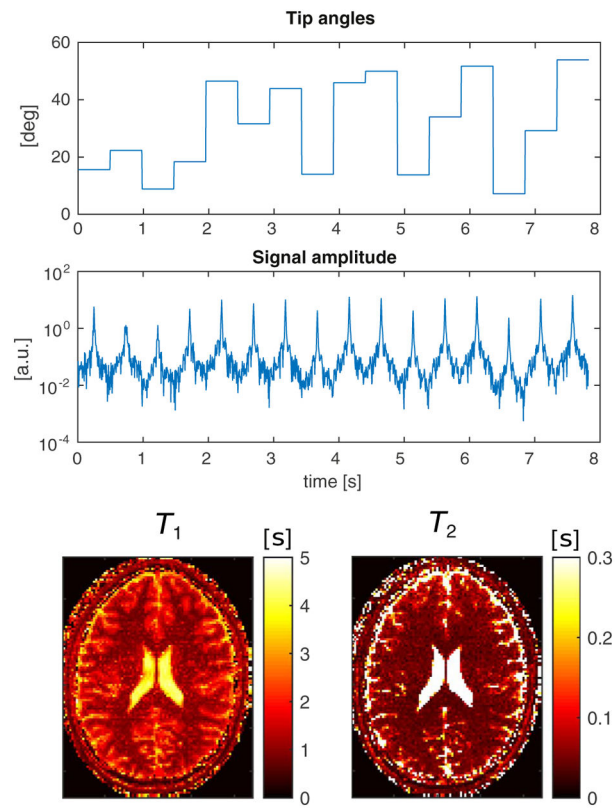 Tip angles
60
40
20
0
[deg]
0 1 2 3 4 5 6 7 8
Signal amplitude
10^2
10^0
10^-2
10^-4
[a.u.]
0 1 2 3 4 5 6 7 8
time [s]
T1 [s] T2 [s]
5 0.3
4
3 0.2
2
1 0.1
0 0